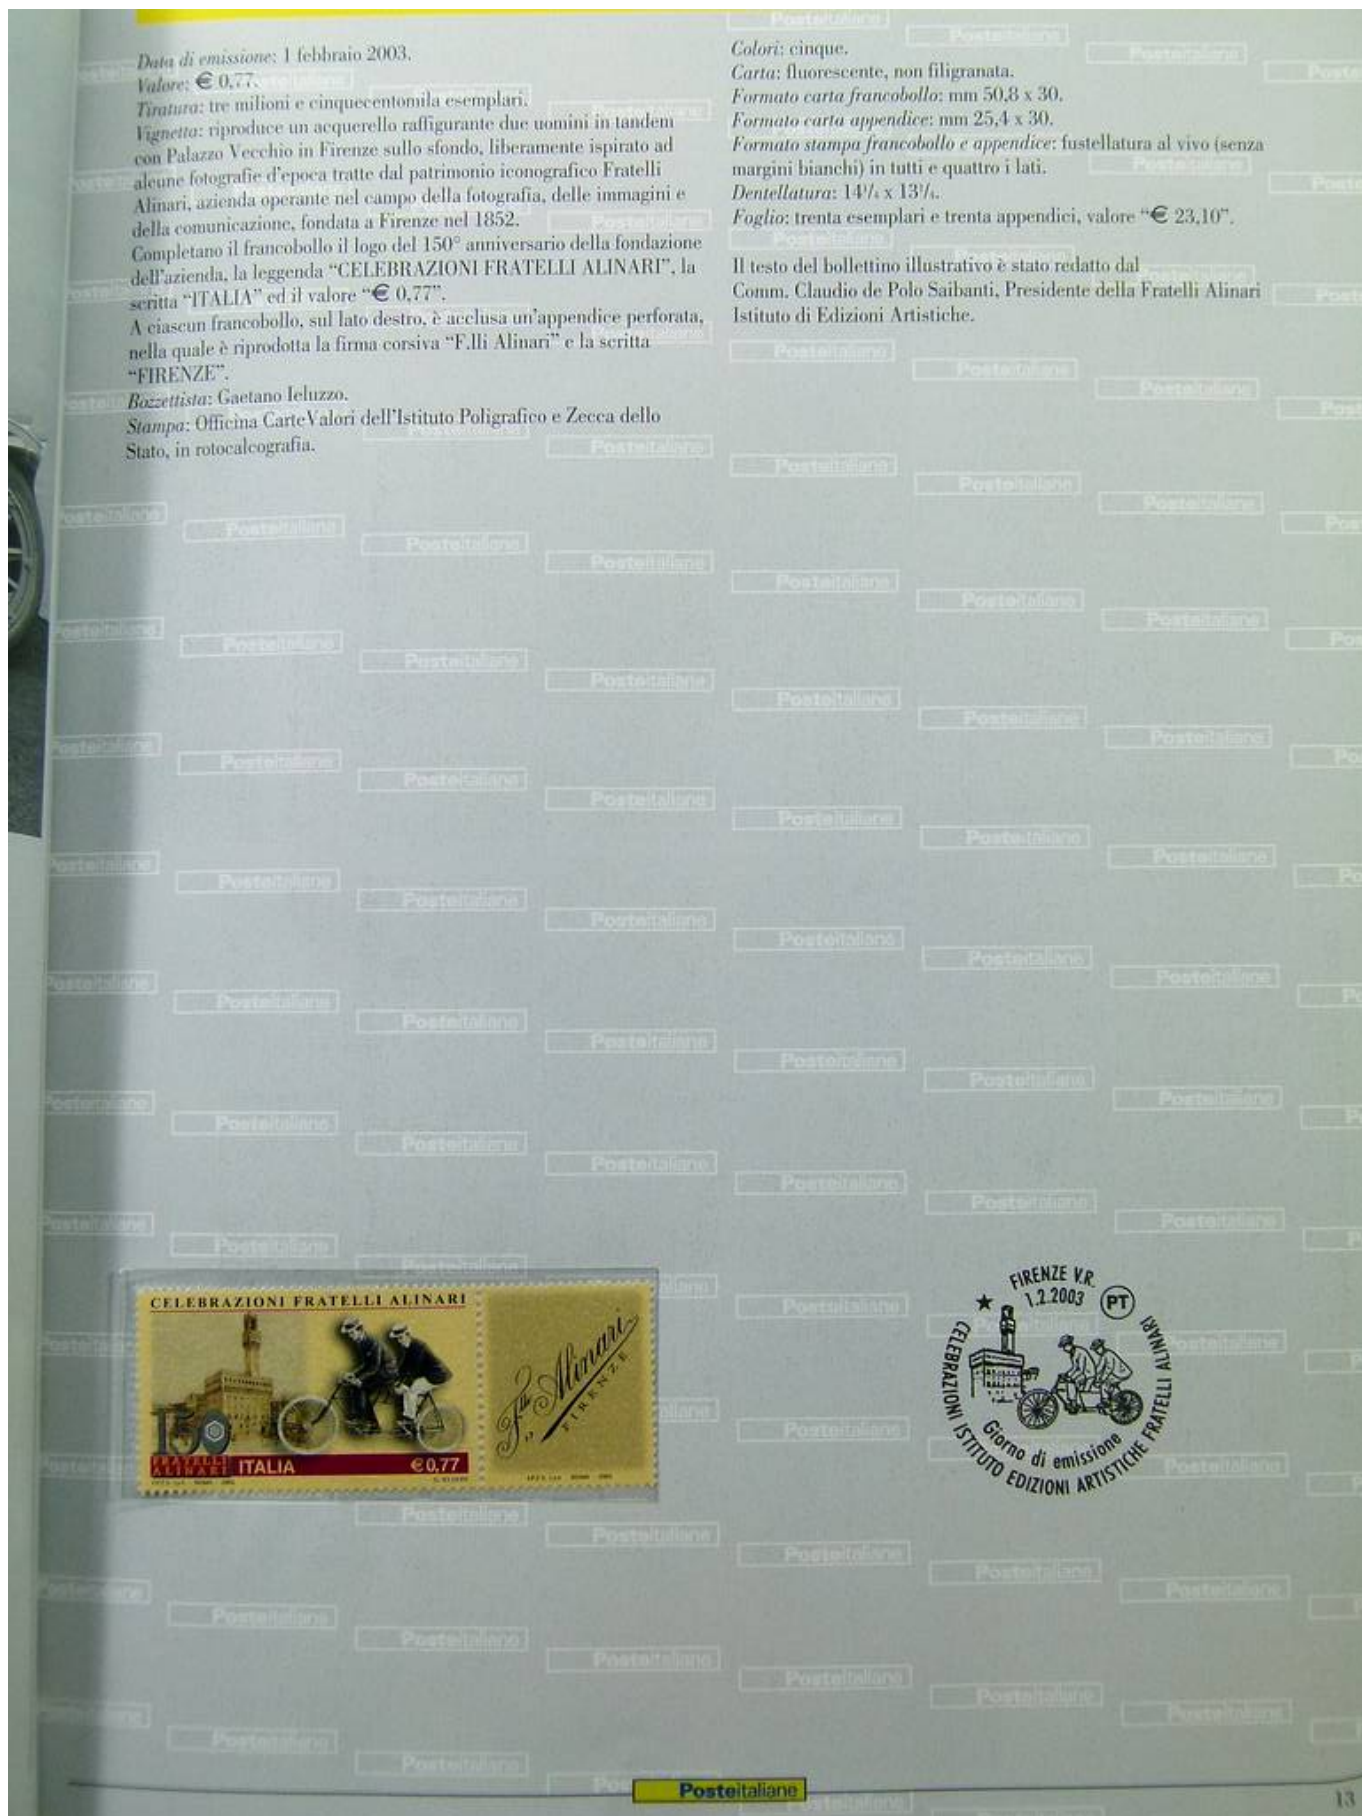 Data di emissione: 1 febbraio 2003.
Valore: € 0,77.
Tiratura: tre milioni e cinquecentomila esemplari.
Vignetta: riproduce un acquerello raffigurante due uomini in tandem
con Palazzo Vecchio in Firenze sullo sfondo, liberamente ispirato ad
alcune fotografie d'epoca tratte dal patrimonio iconografico Fratelli
Alinari, azienda operante nel campo della fotografia, delle immagini e
della comunicazione, fondata a Firenze nel 1852.
Completano il francobollo il logo del 150° anniversario della fondazione
dell'azienda, la leggenda “CELEBRAZIONI FRATELLI ALINARI”, la
scritta “ITALIA” ed il valore “€ 0,77”.
A ciascun francobollo, sul lato destro, è acclusa un'appendice perforata,
nella quale è riprodotta la firma corsiva “F.lli Alinari” e la scritta
“FIRENZE”.
Bozzettista: Gaetano Ieluzzo.
Stampa: Officina CarteValori dell'Istituto Poligrafico e Zecca dello
Stato, in rotocalcografia.
Colori: cinque.
Carta: fluorescente, non filigranata.
Formato carta francobollo: mm 50,8 x 30.
Formato carta appendice: mm 25,4 x 30.
Formato stampa francobollo e appendice: fustellatura al vivo (senza
margini bianchi) in tutti e quattro i lati.
Dentellatura: 14¹/₄ x 13¹/₄.
Foglio: trenta esemplari e trenta appendici, valore “€ 23,10”.
Il testo del bollettino illustrativo è stato redatto dal
Comm. Claudio de Polo Saibanti, Presidente della Fratelli Alinari
Istituto di Edizioni Artistiche.
CELEBRAZIONI FRATELLI ALINARI
150
FRATELLI
ALINARI
ITALIA
€0,77
F.lli Alinari
FIRENZE
FIRENZE V.R.
1.2.2003
PT
Giorno di emissione
CELEBRAZIONI ISTITUTO EDIZIONI ARTISTICHE FRATELLI ALINARI
Posteitaliane
13